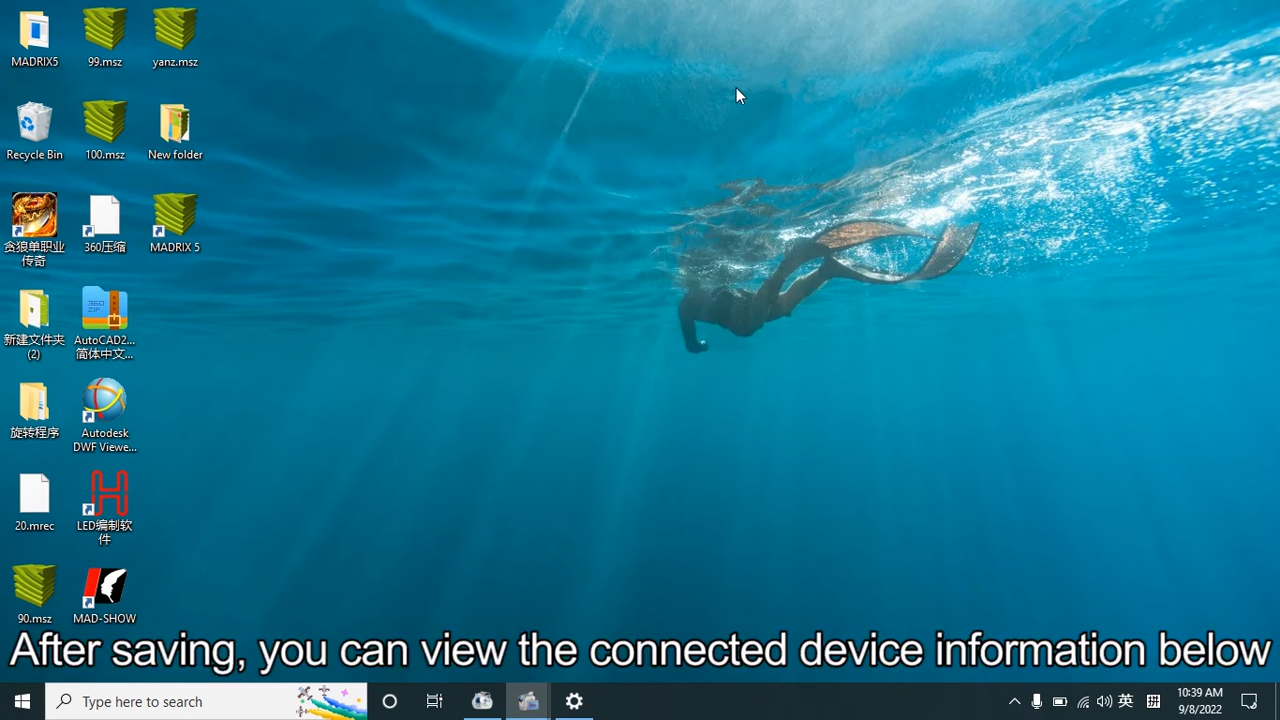 MADRIX5
99.msz
yanz.msz
Recycle Bin
100.msz
New folder
贪狼单职业
传奇
360压缩
MADRIX 5
新建文件夹
(2)
360
ZIP
AutoCAD2...
简体中文...
旋转程序
Autodesk
DWF Viewe...
20.mrec
LED编制软
件
90.msz
MAD-SHOW
After saving, you can view the connected device information below
Type here to search
英
拼
10:39 AM
9/8/2022